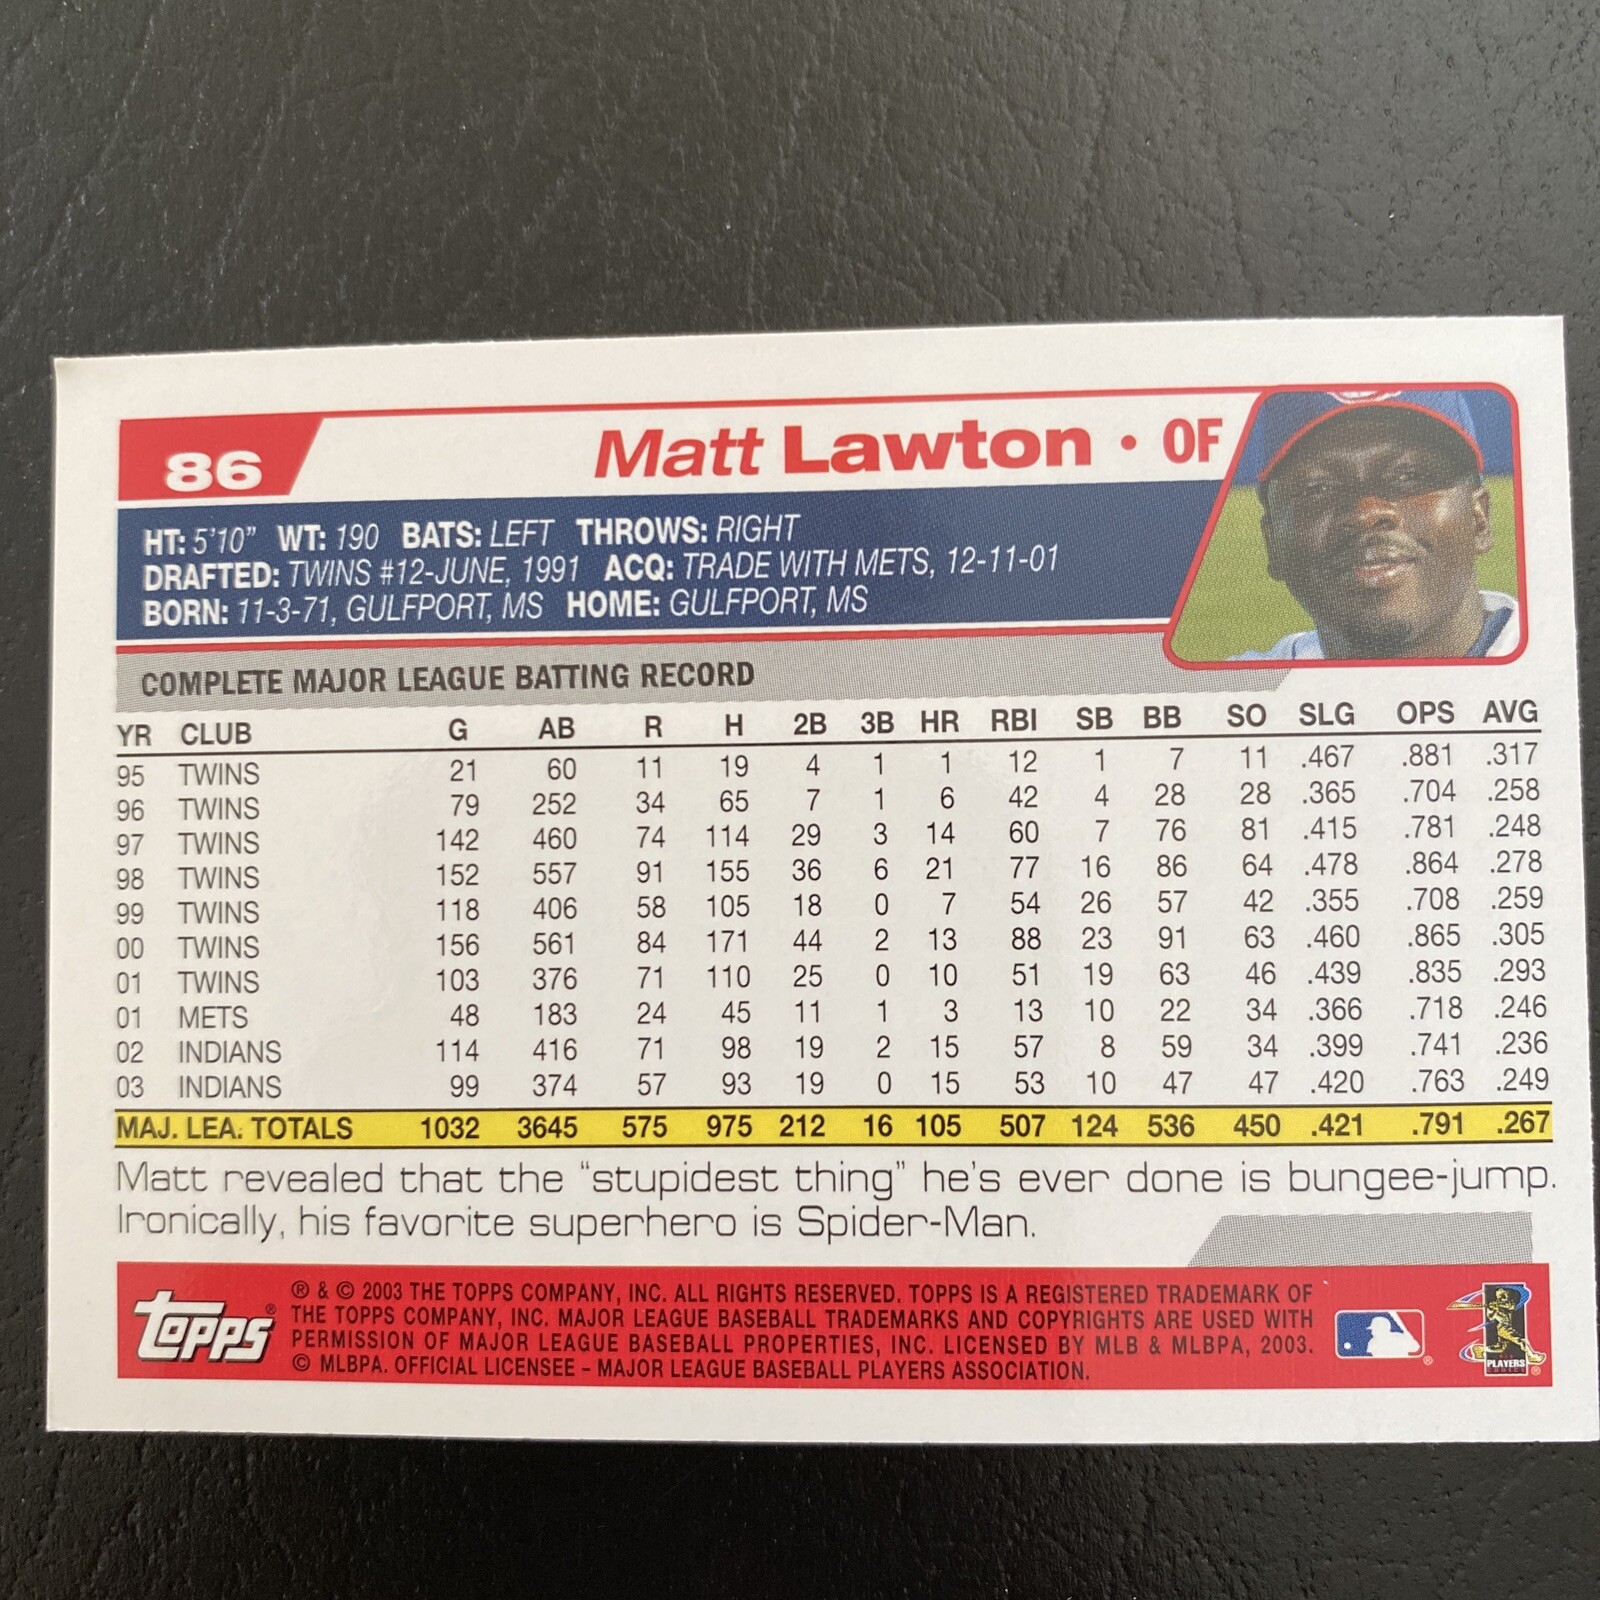 86 Matt Lawton • OF
HT: 5'10" WT: 190 BATS: LEFT THROWS: RIGHT
DRAFTED: TWINS #12-JUNE, 1991 ACQ: TRADE WITH METS, 12-11-01
BORN: 11-3-71, GULFPORT, MS HOME: GULFPORT, MS
COMPLETE MAJOR LEAGUE BATTING RECORD
YR CLUB G AB R H 2B 3B HR RBI SB BB SO SLG OPS AVG
95 TWINS 21 60 11 19 4 1 1 12 1 7 11 .467 .881 .317
96 TWINS 79 252 34 65 7 1 6 42 4 28 28 .365 .704 .258
97 TWINS 142 460 74 114 29 3 14 60 7 76 81 .415 .781 .248
98 TWINS 152 557 91 155 36 6 21 77 16 86 64 .478 .864 .278
99 TWINS 118 406 58 105 18 0 7 54 26 57 42 .355 .708 .259
00 TWINS 156 561 84 171 44 2 13 88 23 91 63 .460 .865 .305
01 TWINS 103 376 71 110 25 0 10 51 19 63 46 .439 .835 .293
01 METS 48 183 24 45 11 1 3 13 10 22 34 .366 .718 .246
02 INDIANS 114 416 71 98 19 2 15 57 8 59 34 .399 .741 .236
03 INDIANS 99 374 57 93 19 0 15 53 10 47 47 .420 .763 .249
MAJ. LEA. TOTALS 1032 3645 575 975 212 16 105 507 124 536 450 .421 .791 .267
Matt revealed that the "stupidest thing" he's ever done is bungee-jump.
Ironically, his favorite superhero is Spider-Man.
Topps®
® & © 2003 THE TOPPS COMPANY, INC. ALL RIGHTS RESERVED. TOPPS IS A REGISTERED TRADEMARK OF
THE TOPPS COMPANY, INC. MAJOR LEAGUE BASEBALL TRADEMARKS AND COPYRIGHTS ARE USED WITH
PERMISSION OF MAJOR LEAGUE BASEBALL PROPERTIES, INC. LICENSED BY MLB & MLBPA, 2003.
© MLBPA. OFFICIAL LICENSEE – MAJOR LEAGUE BASEBALL PLAYERS ASSOCIATION.
®
PLAYERS
CHOICE ®